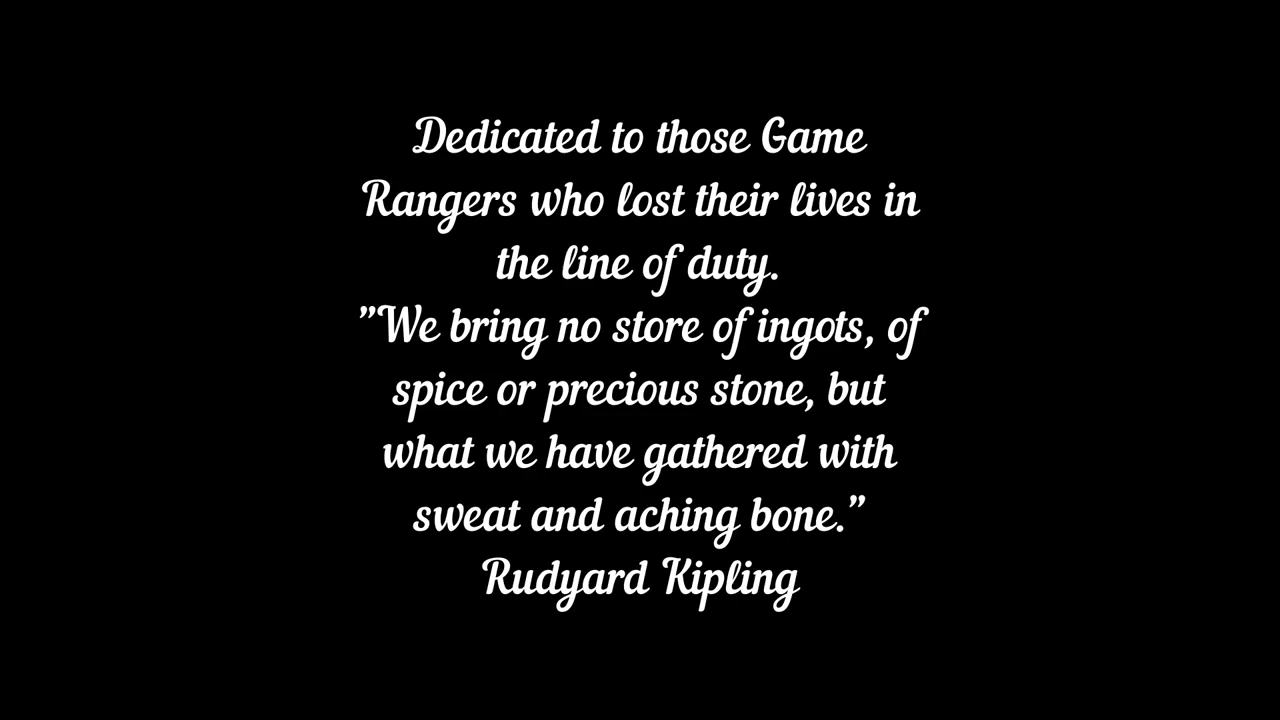 Dedicated to those Game
Rangers who lost their lives in
the line of duty.
”We bring no store of ingots, of
spice or precious stone, but
what we have gathered with
sweat and aching bone.”
Rudyard Kipling